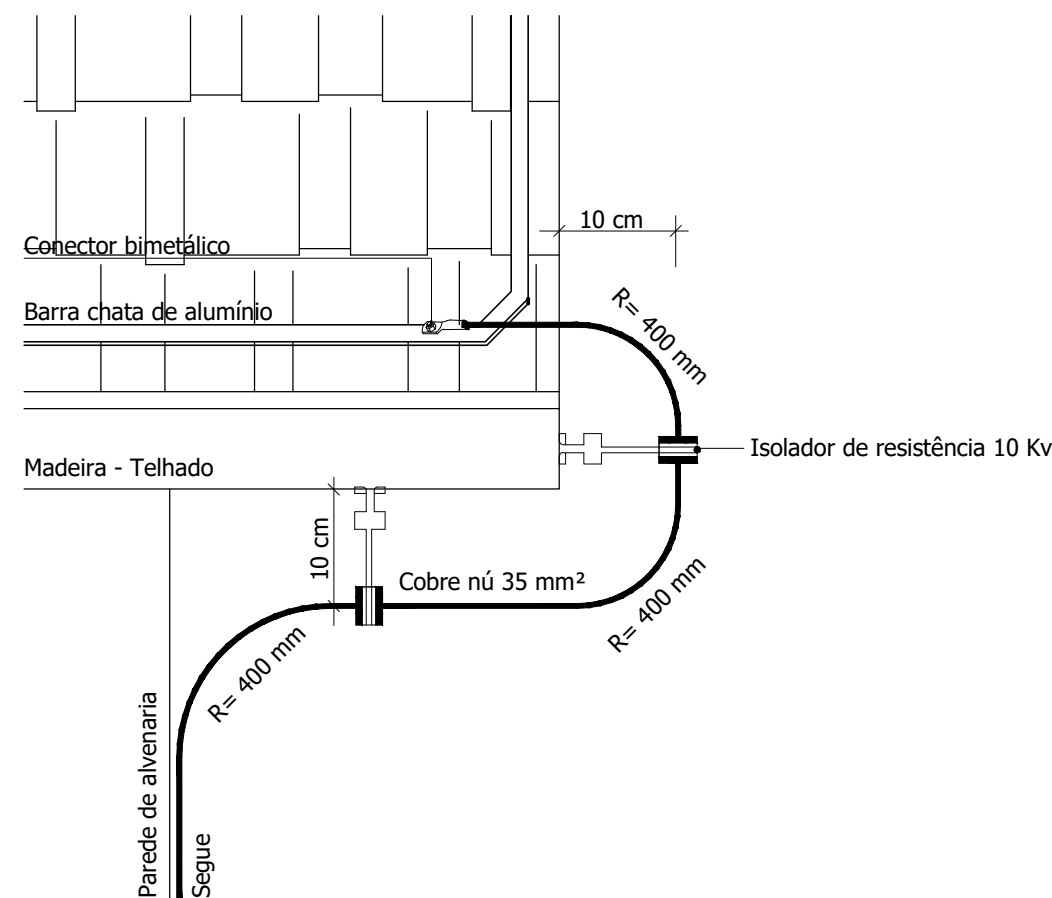 10 cm
Conector bimetálico
Barra chata de alumínio
R= 400 mm
Isolador de resistência 10 Kv
Madeira - Telhado
10 cm
Cobre nú 35 mm²
R= 400 mm
R= 400 mm
Parede de alvenaria
Segue